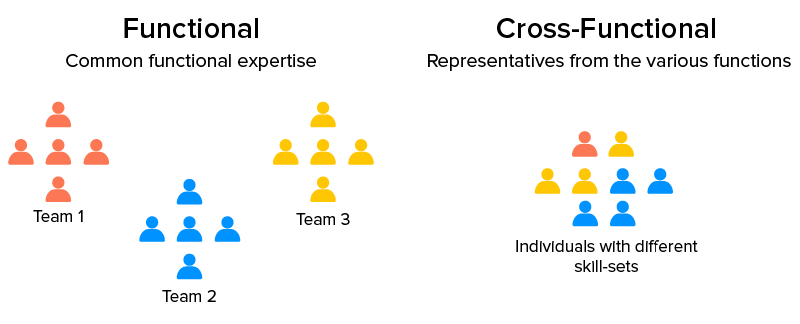 Functional
Common functional expertise
Team 1
Team 2
Team 3
Cross-Functional
Representatives from the various functions
Individuals with different
skill-sets